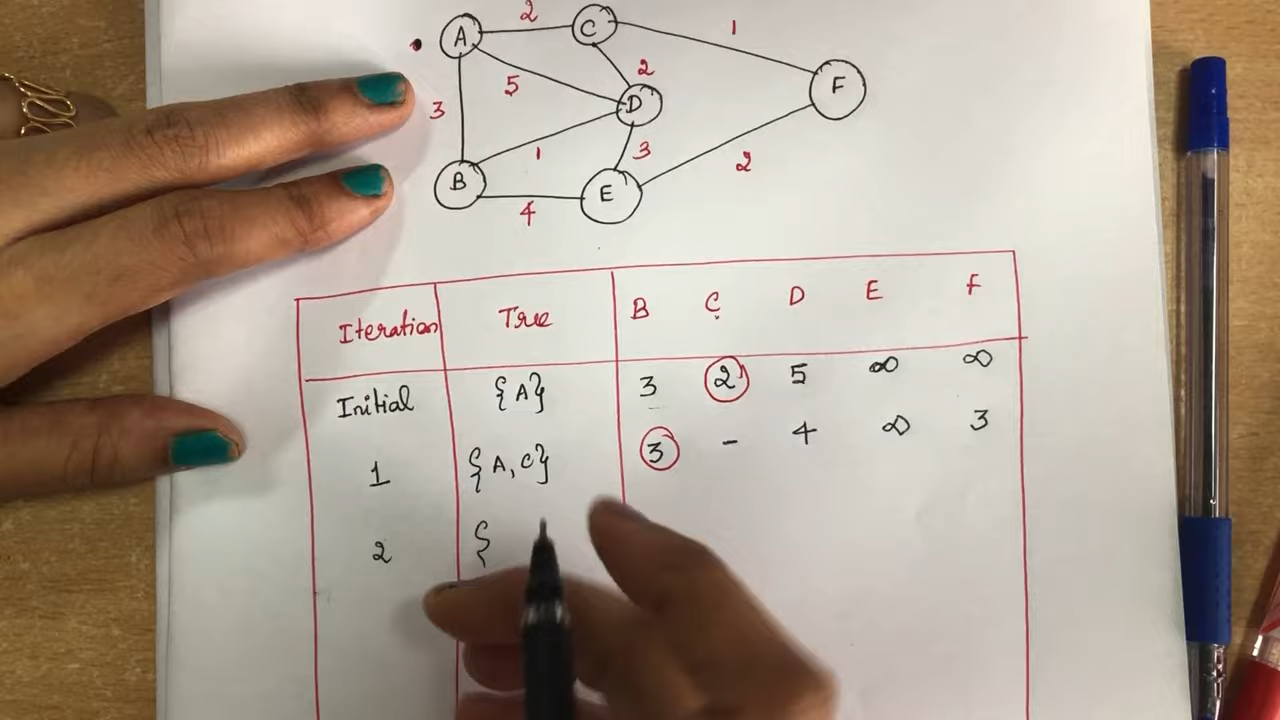 2
A C 1
5 2 F
3 D
1 3
B E 2
4
Iteration Tree B C D E F
Initial {A} 3 2 5 ∞ ∞
1 {A, C} 3 - 4 ∞ 3
2 {